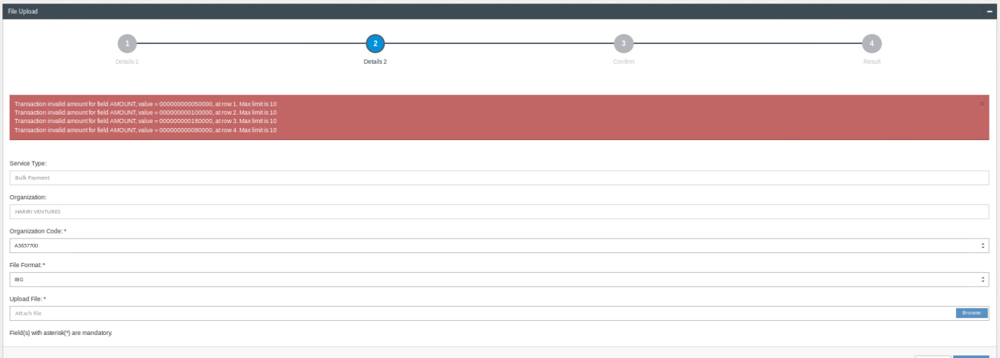 File Upload
1
2
3
4
Details 1
Details 2
Confirm
Result
Transaction invalid amount for field AMOUNT, value = 000000000050000, at row 1. Max limit is 10
Transaction invalid amount for field AMOUNT, value = 000000000100000, at row 2. Max limit is 10
Transaction invalid amount for field AMOUNT, value = 000000000180000, at row 3. Max limit is 10
Transaction invalid amount for field AMOUNT, value = 000000000080000, at row 4. Max limit is 10
Service Type:
Bulk Payment
Organization:
HARIRI VENTURES
Organization Code: *
A5657700
File Format: *
IBG
Upload File: *
Attach file
Browse
Field(s) with asterisk(*) are mandatory.